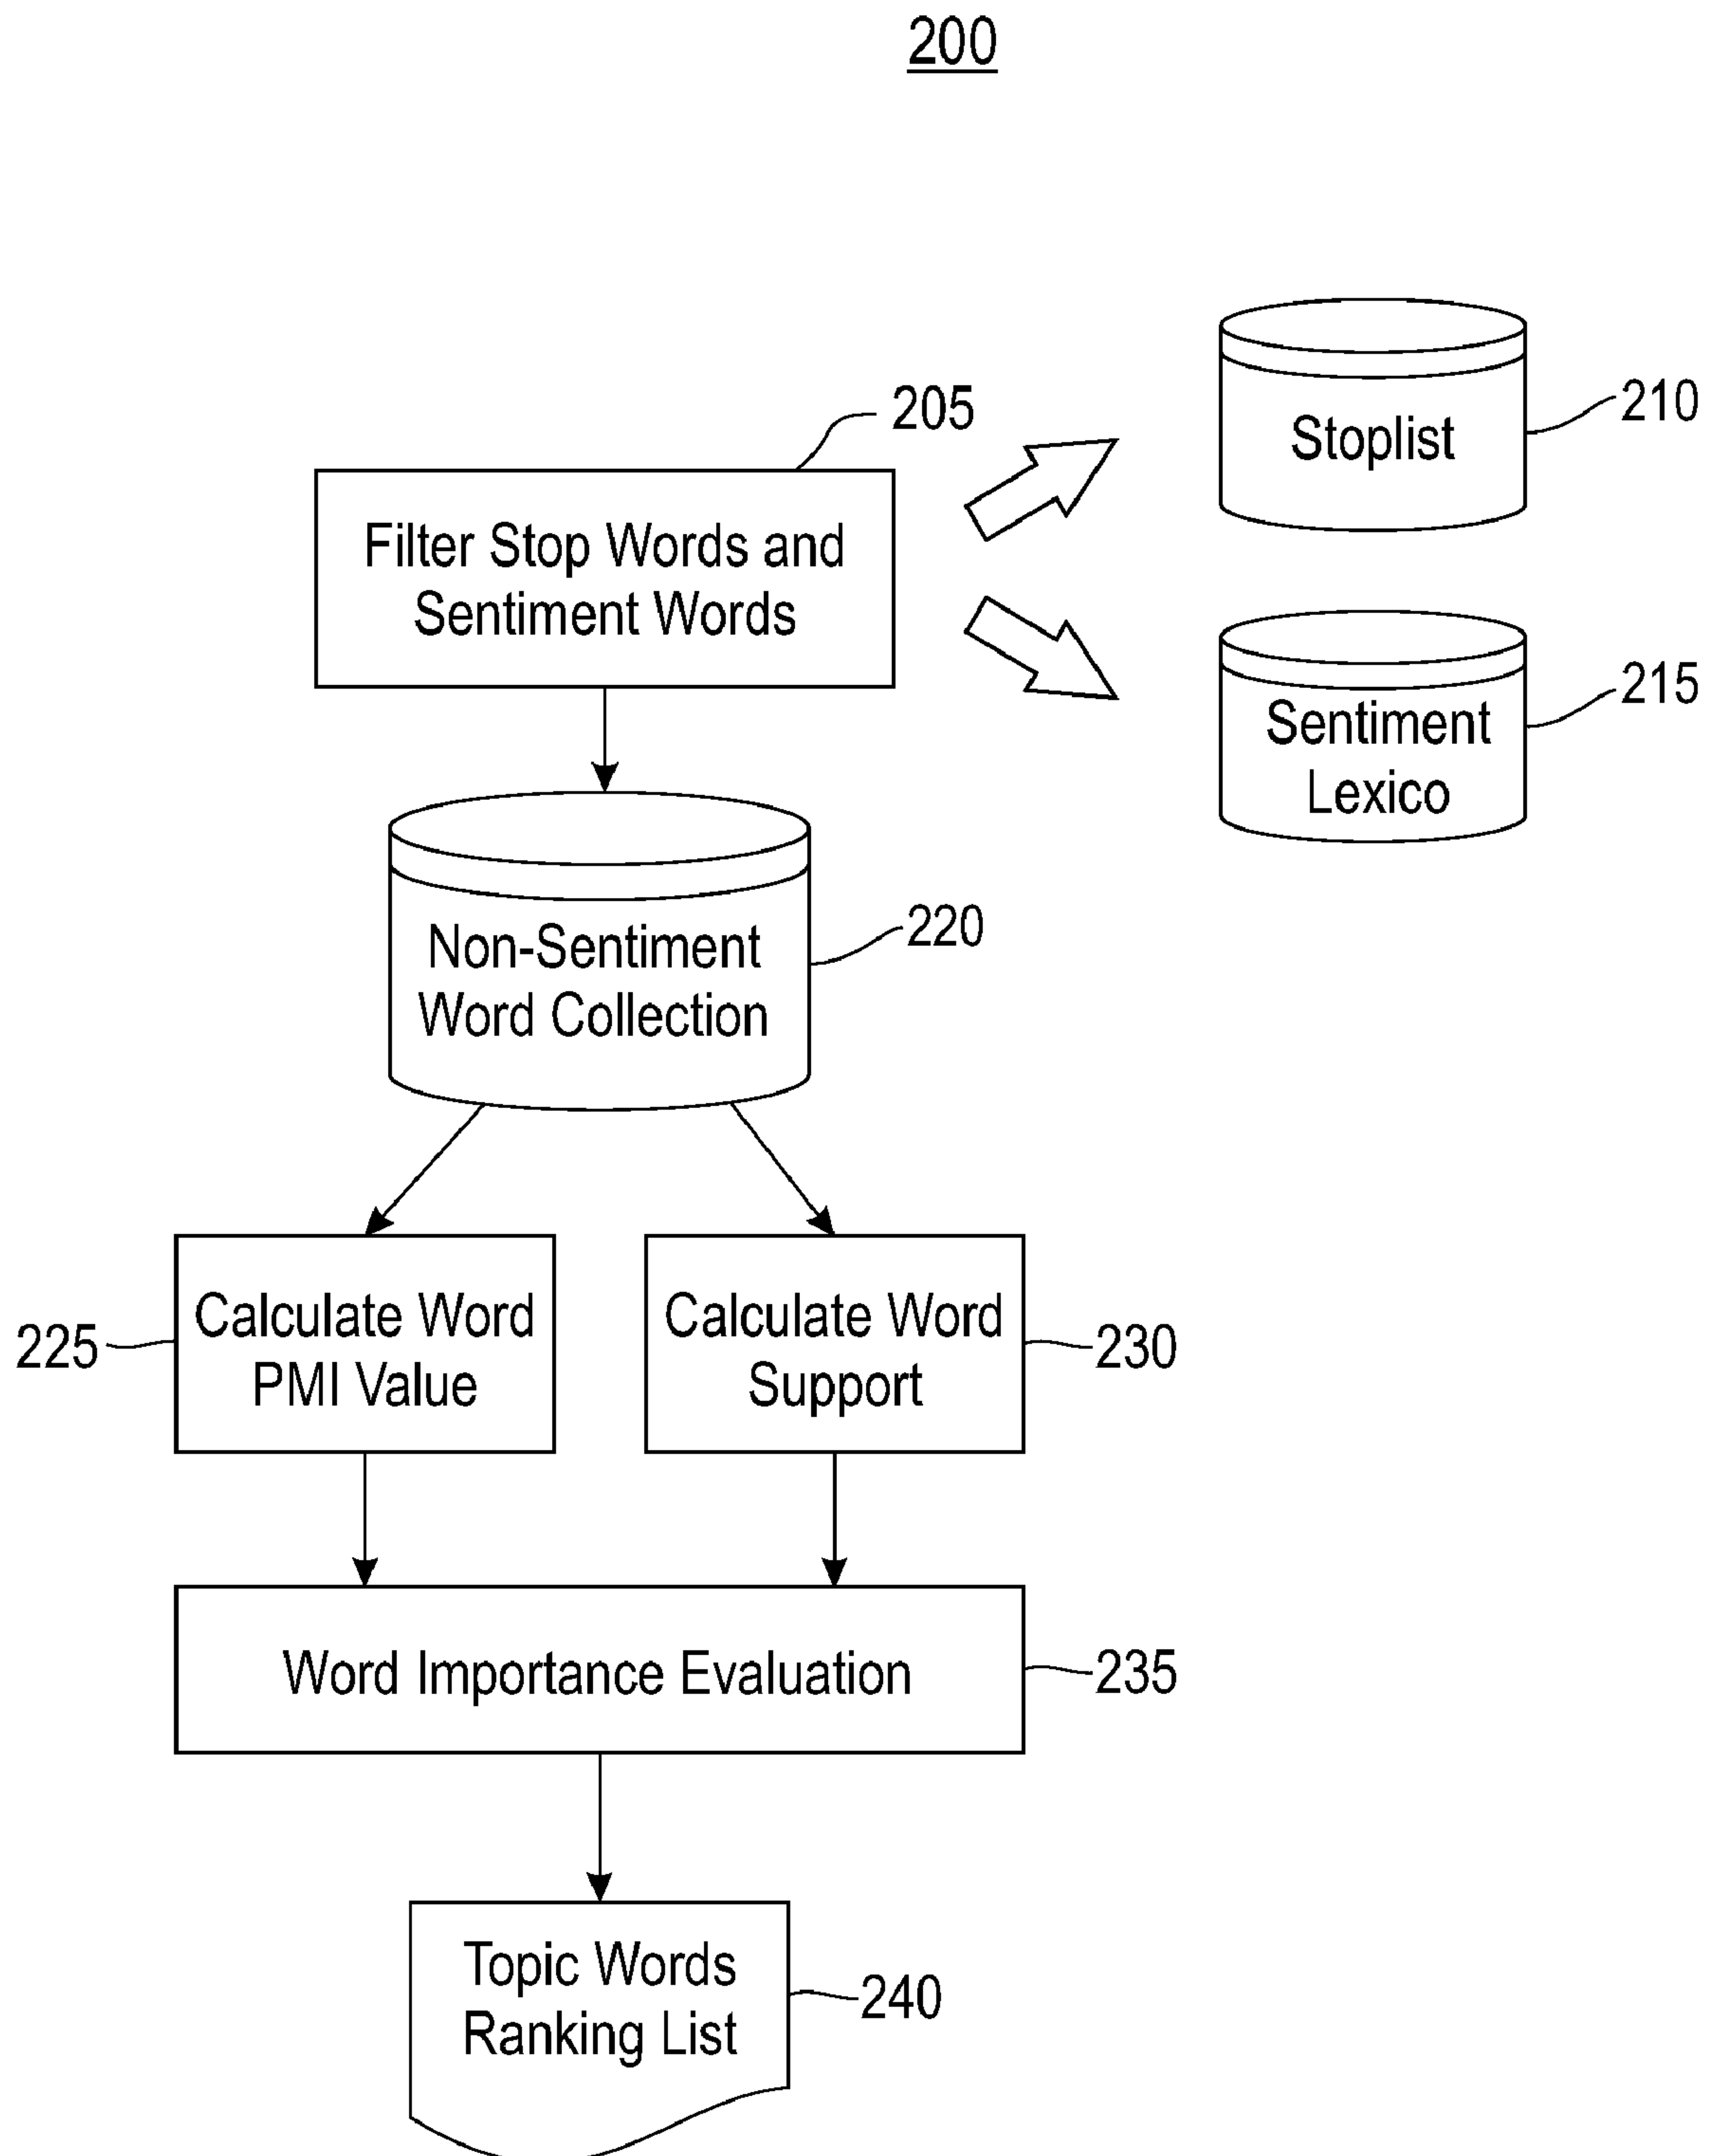 200
205
Filter Stop Words and
Sentiment Words
Stoplist
210
Sentiment
Lexico
215
Non-Sentiment
Word Collection
220
225
Calculate Word
PMI Value
Calculate Word
Support
230
Word Importance Evaluation
235
Topic Words
Ranking List
240